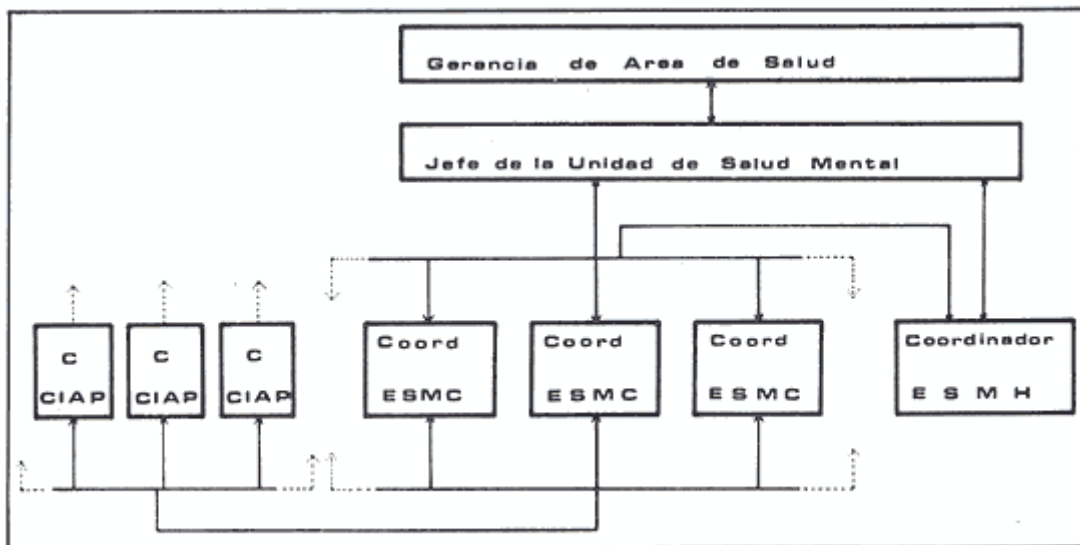 Gerencia de Area de Salud
Jefe de la Unidad de Salud Mental
C
CIAP
C
CIAP
C
CIAP
Coord
ESMC
Coord
ESMC
Coord
ESMC
Coordinador
E S M H